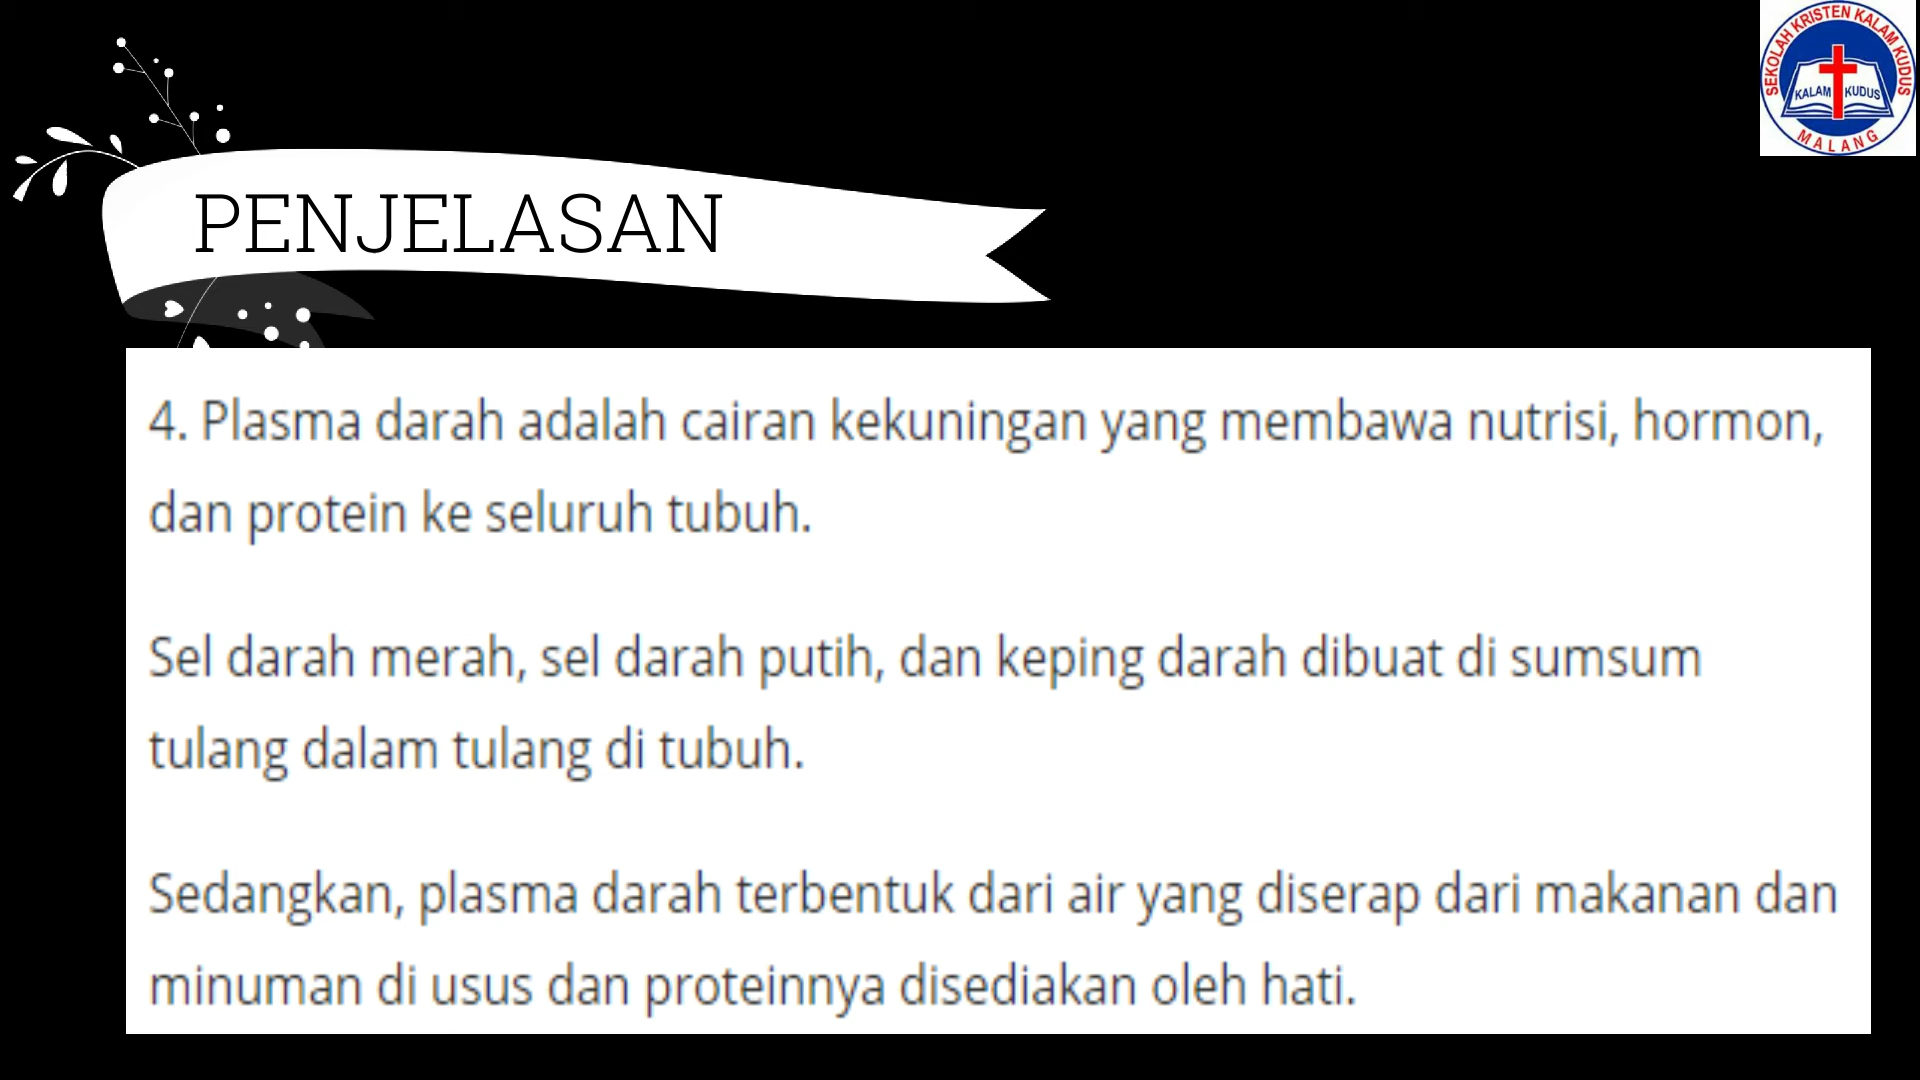 SEKOLAH KRISTEN KALAM KUDUS
KALAM KUDUS
MALANG
PENJELASAN
4. Plasma darah adalah cairan kekuningan yang membawa nutrisi, hormon,
dan protein ke seluruh tubuh.
Sel darah merah, sel darah putih, dan keping darah dibuat di sumsum
tulang dalam tulang di tubuh.
Sedangkan, plasma darah terbentuk dari air yang diserap dari makanan dan
minuman di usus dan proteinnya disediakan oleh hati.